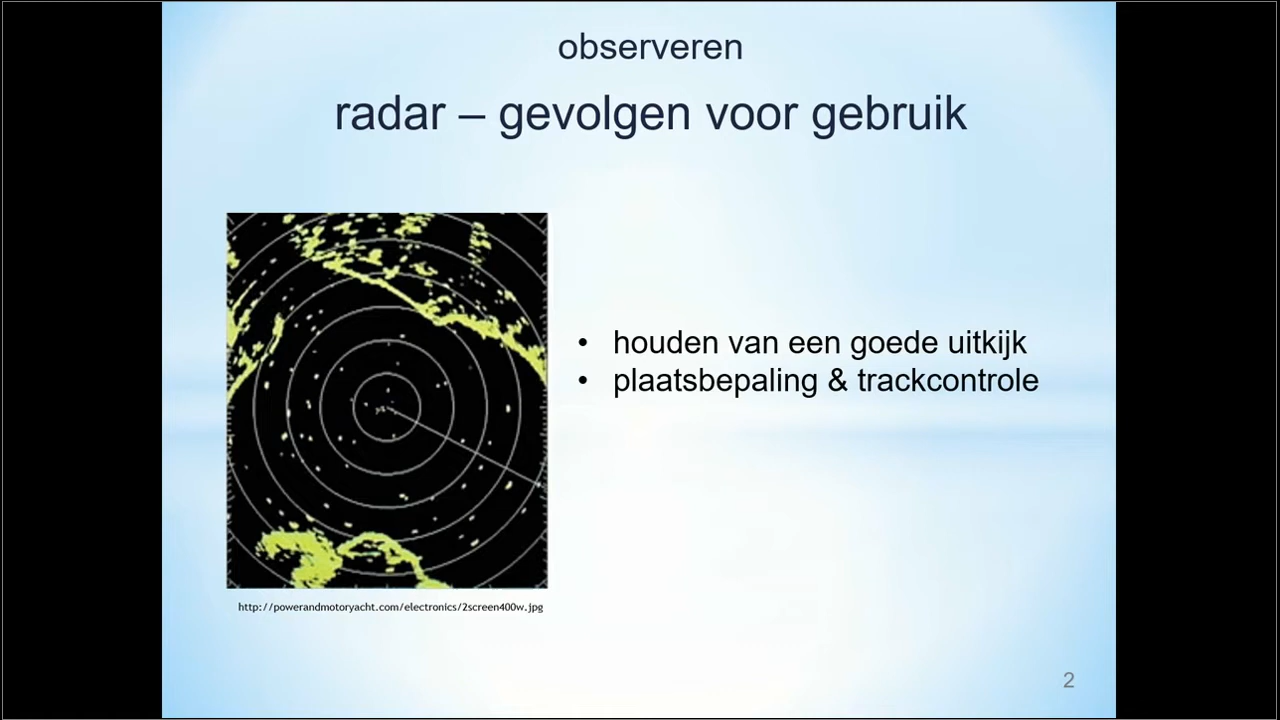 observeren
radar – gevolgen voor gebruik
• houden van een goede uitkijk
• plaatsbepaling & trackcontrole
http://powerandmotoryacht.com/electronics/2screen400w.jpg
2